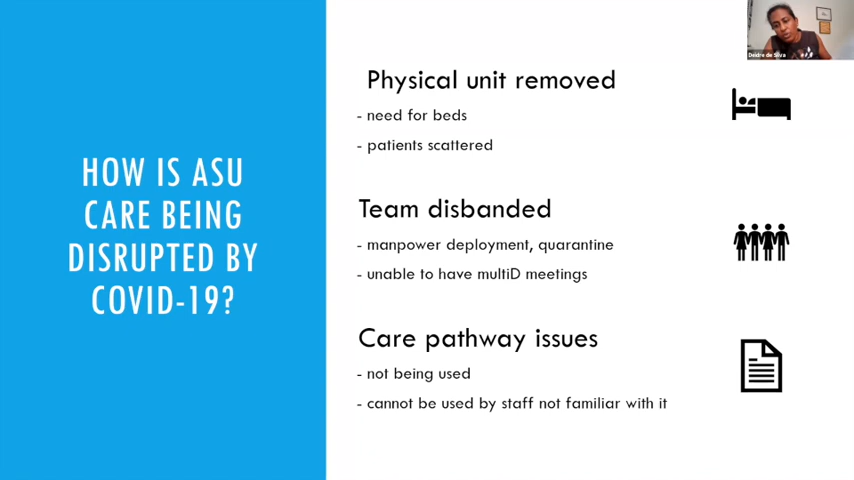 HOW IS ASU
CARE BEING
DISRUPTED BY
COVID-19?
Physical unit removed
- need for beds
- patients scattered
Team disbanded
- manpower deployment, quarantine
- unable to have multiD meetings
Care pathway issues
- not being used
- cannot be used by staff not familiar with it
Deidre de Silva